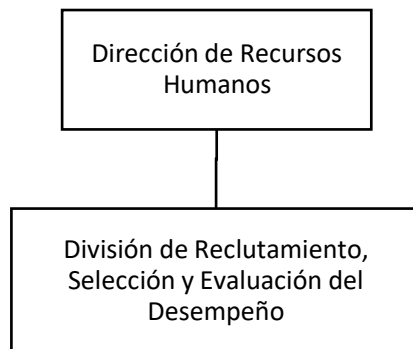 Dirección de Recursos
Humanos
División de Reclutamiento,
Selección y Evaluación del
Desempeño